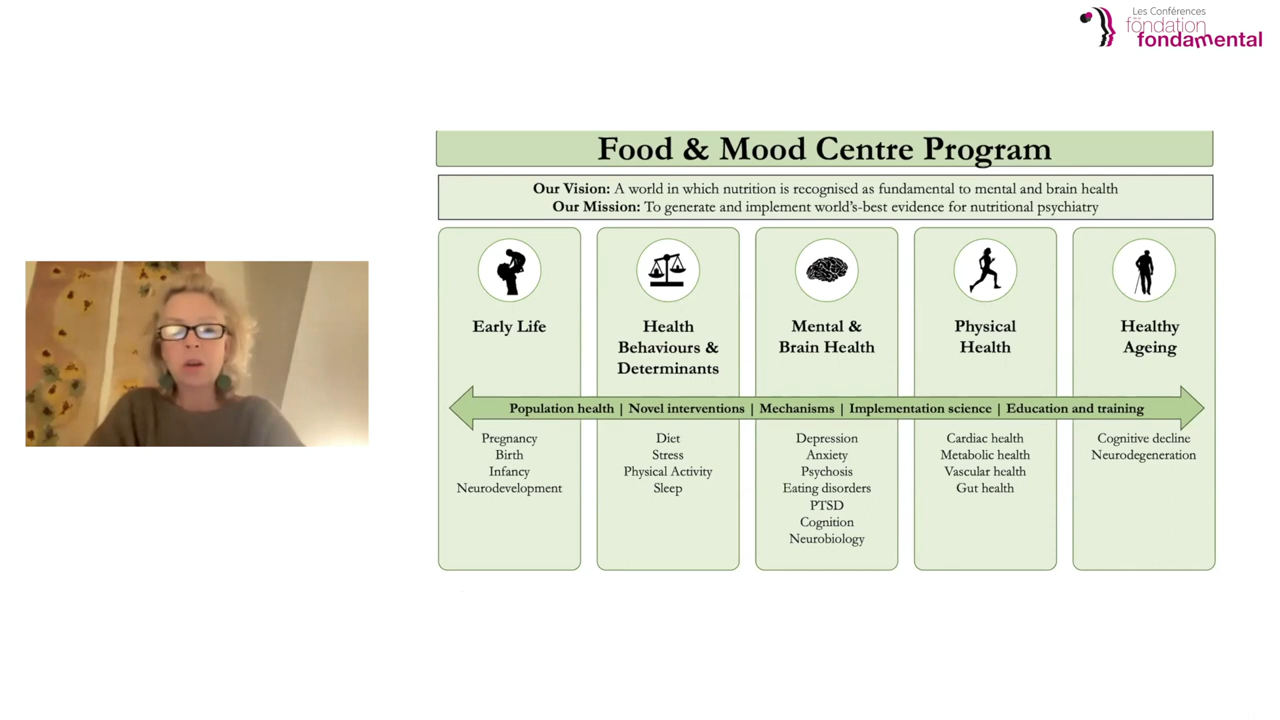 Les Conférences
föndation
fondamental
Food & Mood Centre Program
Our Vision: A world in which nutrition is recognised as fundamental to mental and brain health
Our Mission: To generate and implement world's-best evidence for nutritional psychiatry
Early Life
Health
Behaviours &
Determinants
Mental &
Brain Health
Physical
Health
Healthy
Ageing
Population health | Novel interventions | Mechanisms | Implementation science | Education and training
Pregnancy
Birth
Infancy
Neurodevelopment
Diet
Stress
Physical Activity
Sleep
Depression
Anxiety
Psychosis
Eating disorders
PTSD
Cognition
Neurobiology
Cardiac health
Metabolic health
Vascular health
Gut health
Cognitive decline
Neurodegeneration